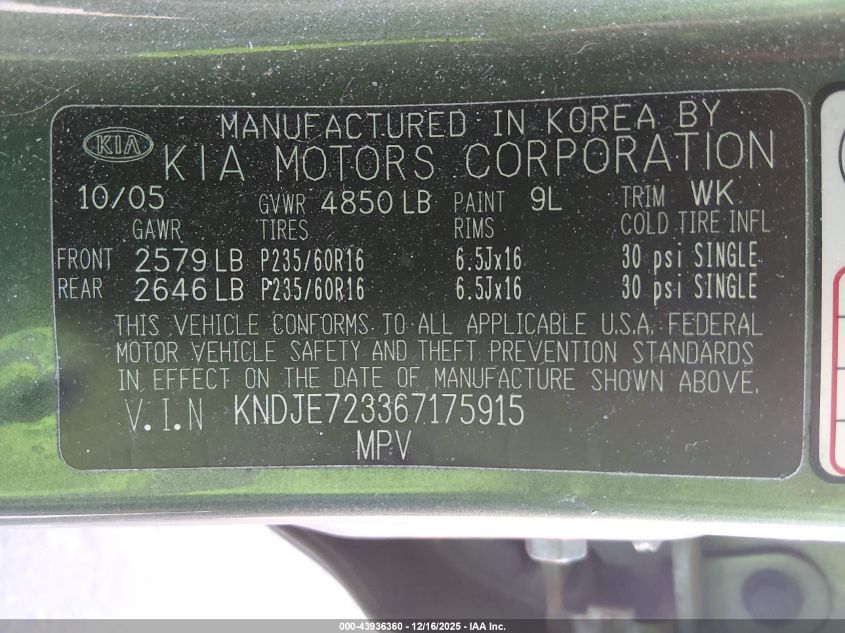 MANUFACTURED IN KOREA BY
KIA
KIA MOTORS CORPORATION
10/05 GVWR 4850 LB PAINT 9L TRIM WK
GAWR TIRES RIMS COLD TIRE INFL
FRONT 2579 LB P235/60R16 6.5Jx16 30 psi SINGLE
REAR 2646 LB P235/60R16 6.5Jx16 30 psi SINGLE
THIS VEHICLE CONFORMS TO ALL APPLICABLE U.S.A. FEDERAL
MOTOR VEHICLE SAFETY AND THEFT PREVENTION STANDARDS
IN EFFECT ON THE DATE OF MANUFACTURE SHOWN ABOVE.
V.I.N KNDJE723367175915
MPV
000-43936360 - 12/16/2025 - IAA Inc.